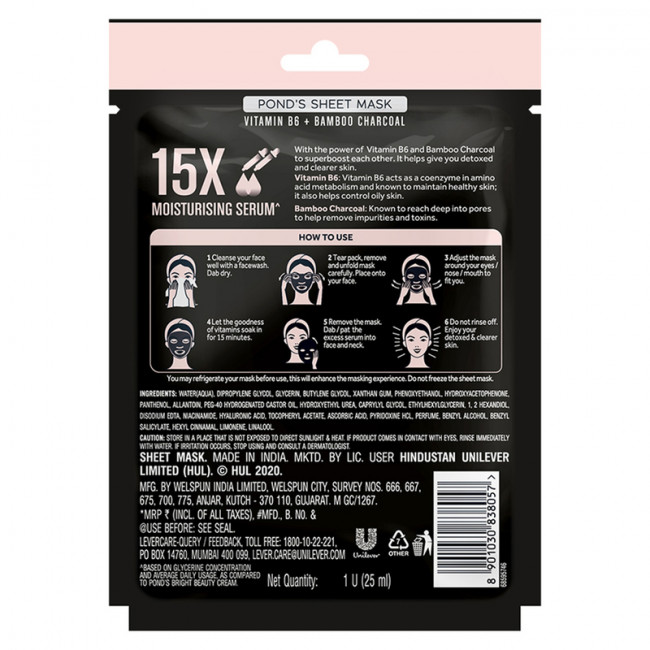 POND'S SHEET MASK
VITAMIN B6 + BAMBOO CHARCOAL
15X
MOISTURISING SERUM^
With the power of Vitamin B6 and Bamboo Charcoal
to superboost each other. It helps give you detoxed
and clearer skin.
Vitamin B6: Vitamin B6 acts as a coenzyme in amino
acid metabolism and known to maintain healthy skin;
it also helps control oily skin.
Bamboo Charcoal: Known to reach deep into pores
to help remove impurities and toxins.
HOW TO USE
1 Cleanse your face
well with a facewash.
Dab dry.
2 Tear pack, remove
and unfold mask
carefully. Place onto
your face.
3 Adjust the mask
around your eyes /
nose / mouth to
fit you.
4 Let the goodness
of vitamins soak in
for 15 minutes.
5 Remove the mask.
Dab / pat the
excess serum into
face and neck.
6 Do not rinse off.
Enjoy your
detoxed & clearer
skin.
You may refrigerate your mask before use, this will enhance the masking experience. Do not freeze the sheet mask.
INGREDIENTS: WATER(AQUA), DIPROPYLENE GLYCOL, GLYCERIN, BUTYLENE GLYCOL, XANTHAN GUM, PHENOXYETHANOL, HYDROXYACETOPHENONE,
PANTHENOL, ALLANTOIN, PEG-40 HYDROGENATED CASTOR OIL, HYDROXYETHYL UREA, CAPRYLYL GLYCOL, ETHYLHEXYLGLYCERIN, 1, 2 HEXANDIOL,
DISODIUM EDTA, NIACINAMIDE, HYALURONIC ACID, TOCOPHERYL ACETATE, ASCORBIC ACID, PYRIDOXINE HCL, PERFUME, BENZYL ALCOHOL, BENZYL
SALICYLATE, HEXYL CINNAMAL, LIMONENE, LINALOOL.
CAUTION: STORE IN A PLACE THAT IS NOT EXPOSED TO DIRECT SUNLIGHT & HEAT. IF PRODUCT COMES IN CONTACT WITH EYES, RINSE IMMEDIATELY
WITH WATER. IF IRRITATION OCCURS, STOP USING & CONSULT A DERMATOLOGIST.
SHEET MASK. MADE IN INDIA. MKTD. BY LIC. USER HINDUSTAN UNILEVER
LIMITED (HUL). © HUL 2020.
MFG. BY WELSPUN INDIA LIMITED, WELSPUN CITY, SURVEY NOS. 666, 667,
675, 700, 775, ANJAR, KUTCH - 370 110, GUJARAT. M GC/1267.
*MRP ₹ (INCL. OF ALL TAXES), #MFD., B. NO. &
@USE BEFORE: SEE SEAL.
LEVERCARE-QUERY / FEEDBACK, TOLL FREE: 1800-10-22-221,
PO BOX 14760, MUMBAI 400 099, LEVER.CARE@UNILEVER.COM
^BASED ON GLYCERINE CONCENTRATION
AND AVERAGE DAILY USAGE, AS COMPARED
TO POND'S BRIGHT BEAUTY CREAM.
Net Quantity: 1 U (25 ml)
Unilever
OTHER
8 901030 838057 >
68595746